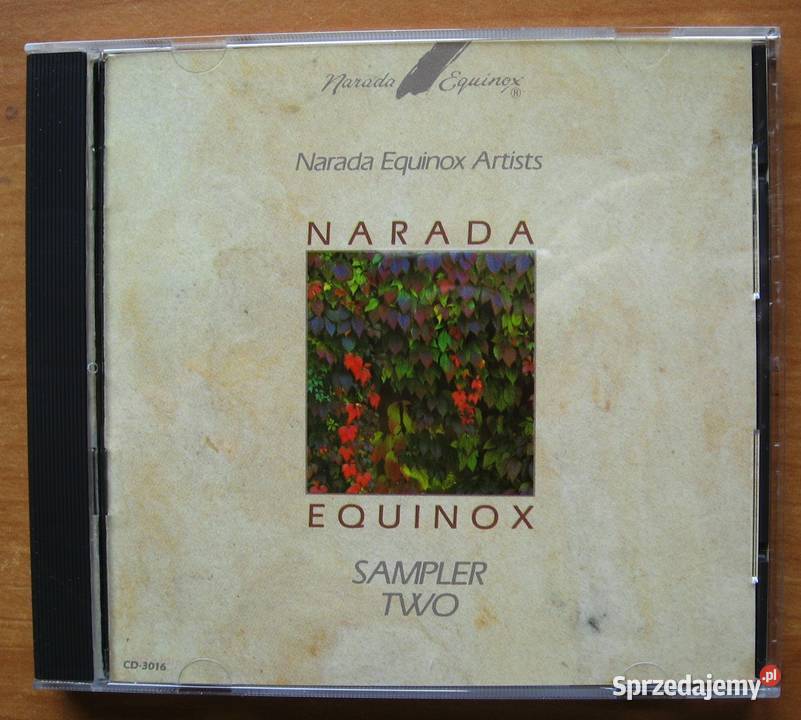 Narada Equinox®
Narada Equinox Artists
NARADA
EQUINOX
SAMPLER
TWO
CD-3016
Sprzedajemy.pl